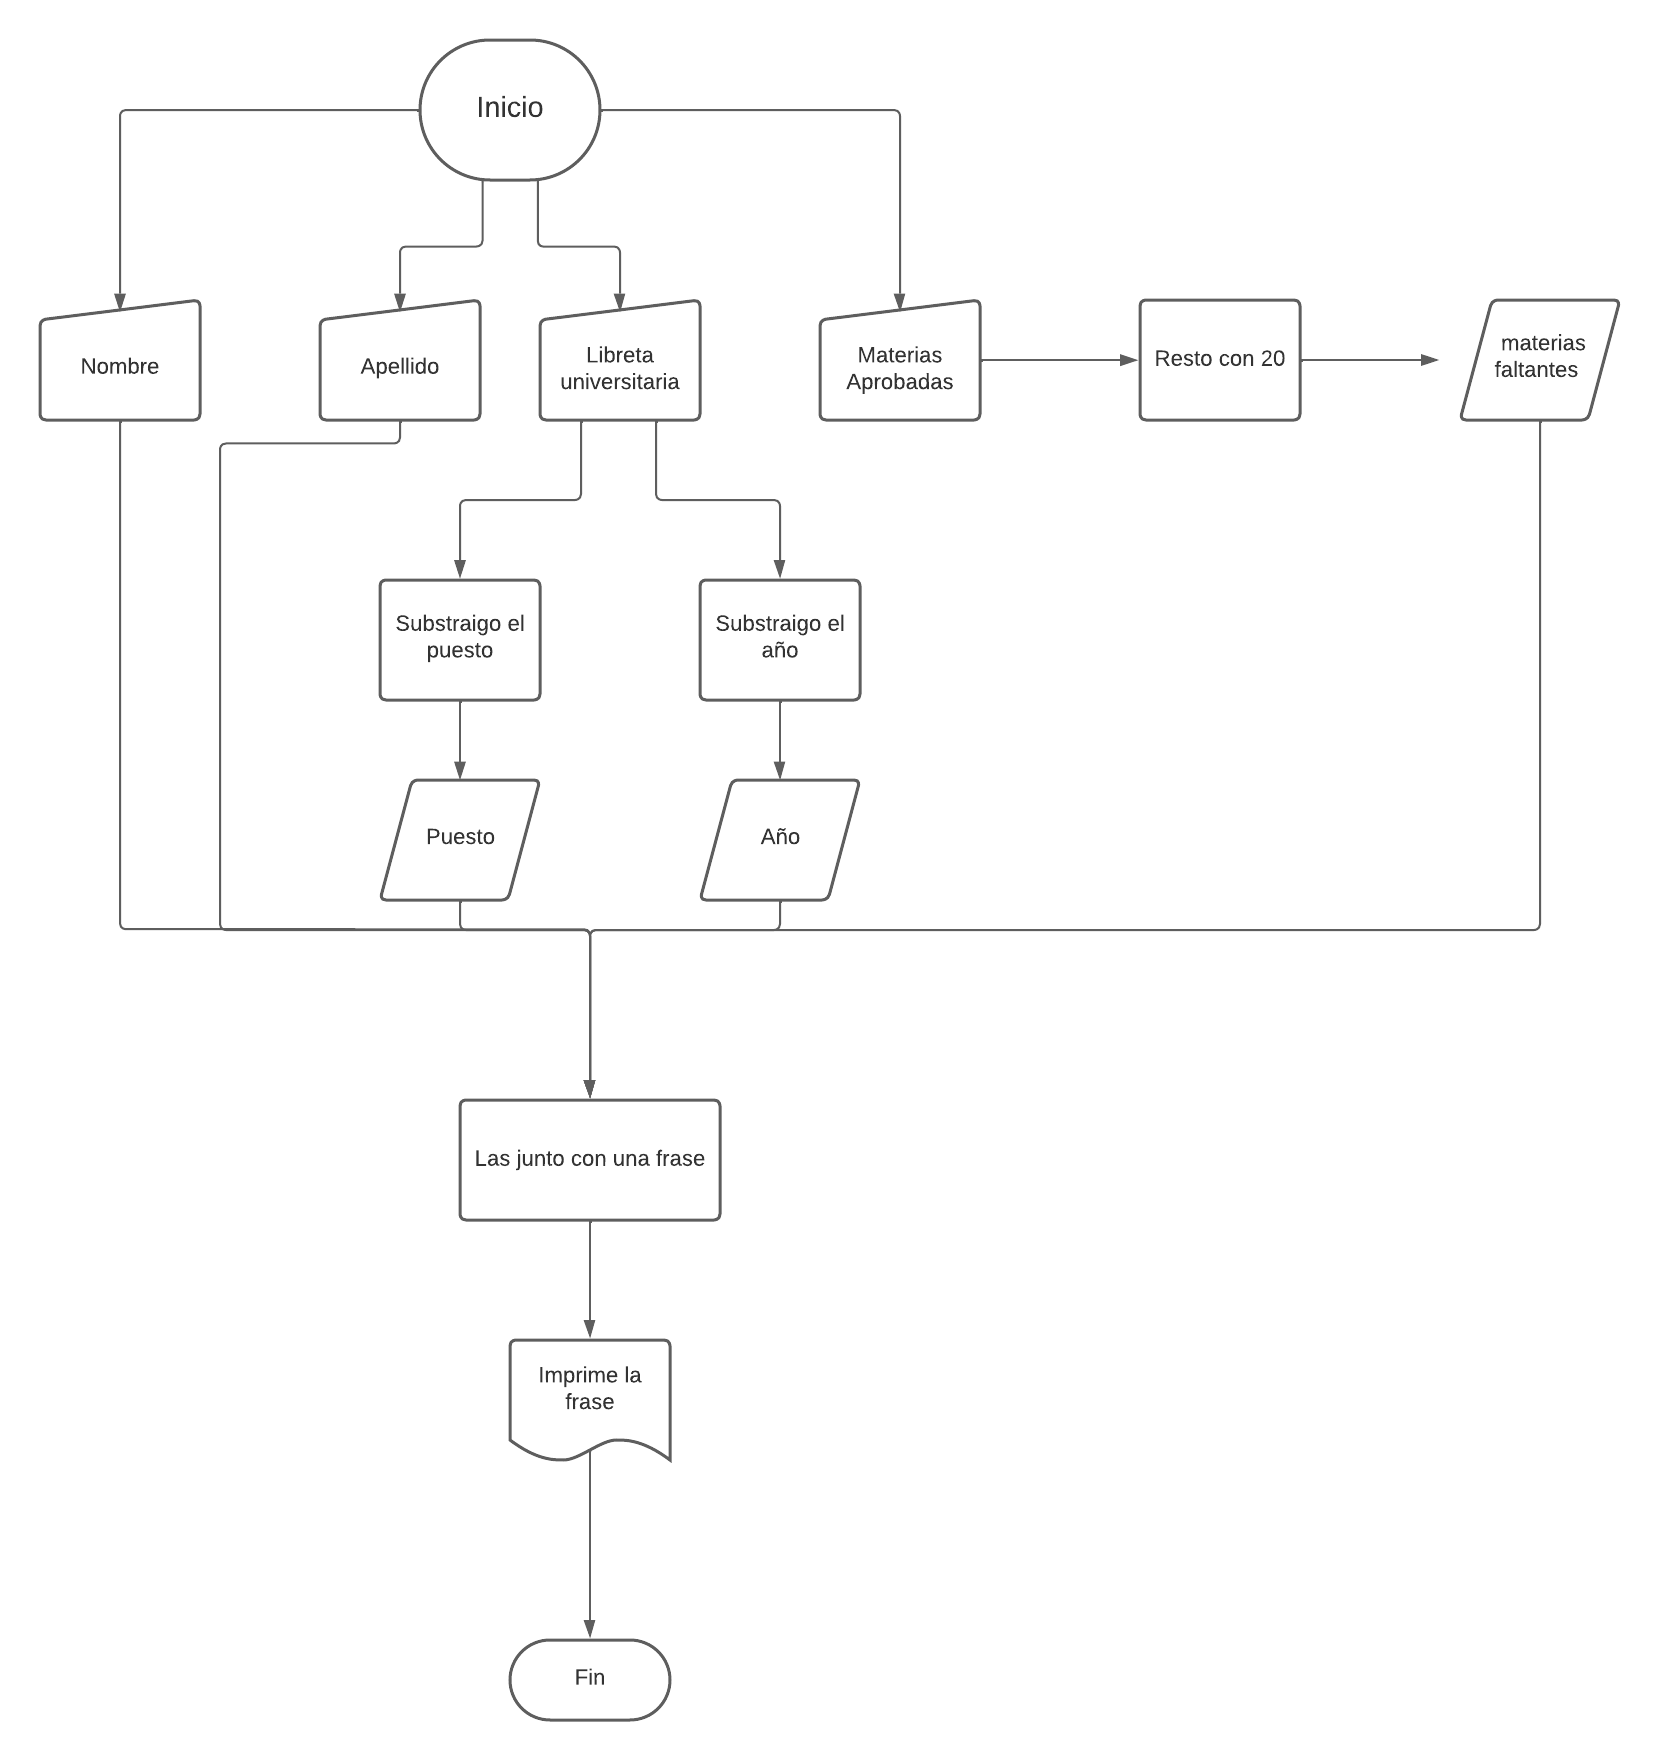 Inicio
Nombre
Apellido
Libreta
universitaria
Materias
Aprobadas
Resto con 20
materias
faltantes
Substraigo el
puesto
Substraigo el
año
Puesto
Año
Las junto con una frase
Imprime la
frase
Fin